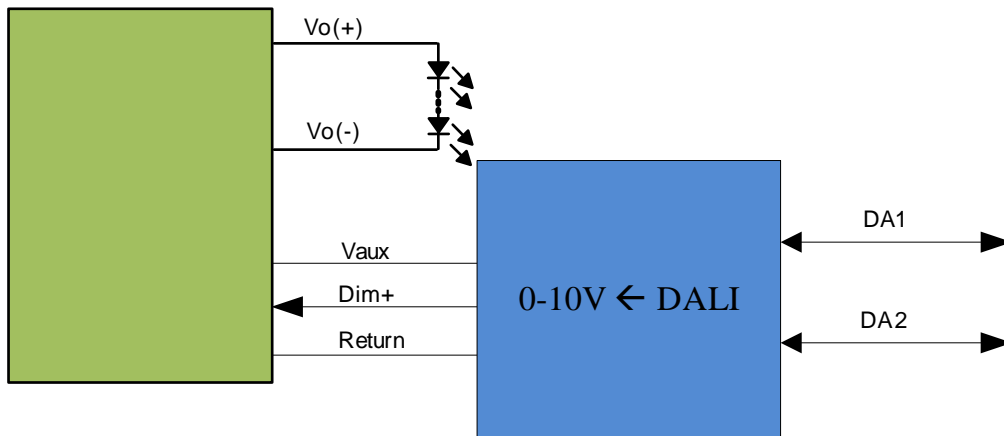 Vo(+)
Vo(-)
Vaux
Dim+
Return
0-10V ← DALI
DA1
DA2